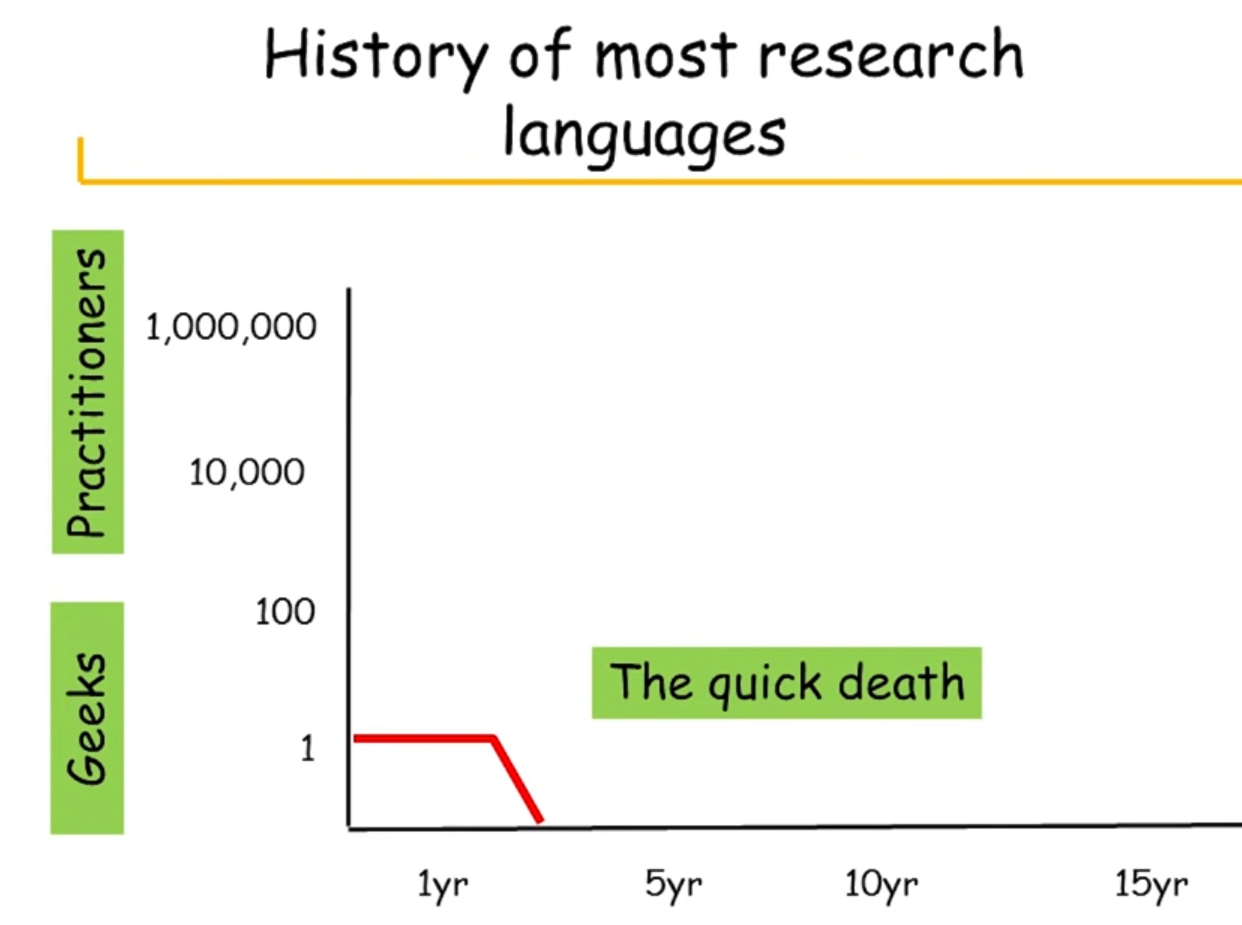 History of most research
languages
Practitioners
1,000,000
10,000
100
Geeks
The quick death
1
1yr 5yr 10yr 15yr